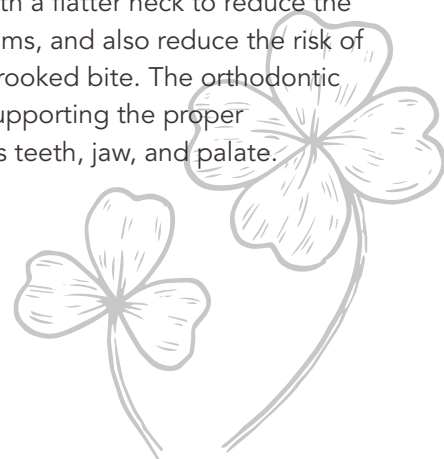 th a flatter neck to reduce the
ms, and also reduce the risk of
rooked bite. The orthodontic
upporting the proper
s teeth, jaw, and palate.